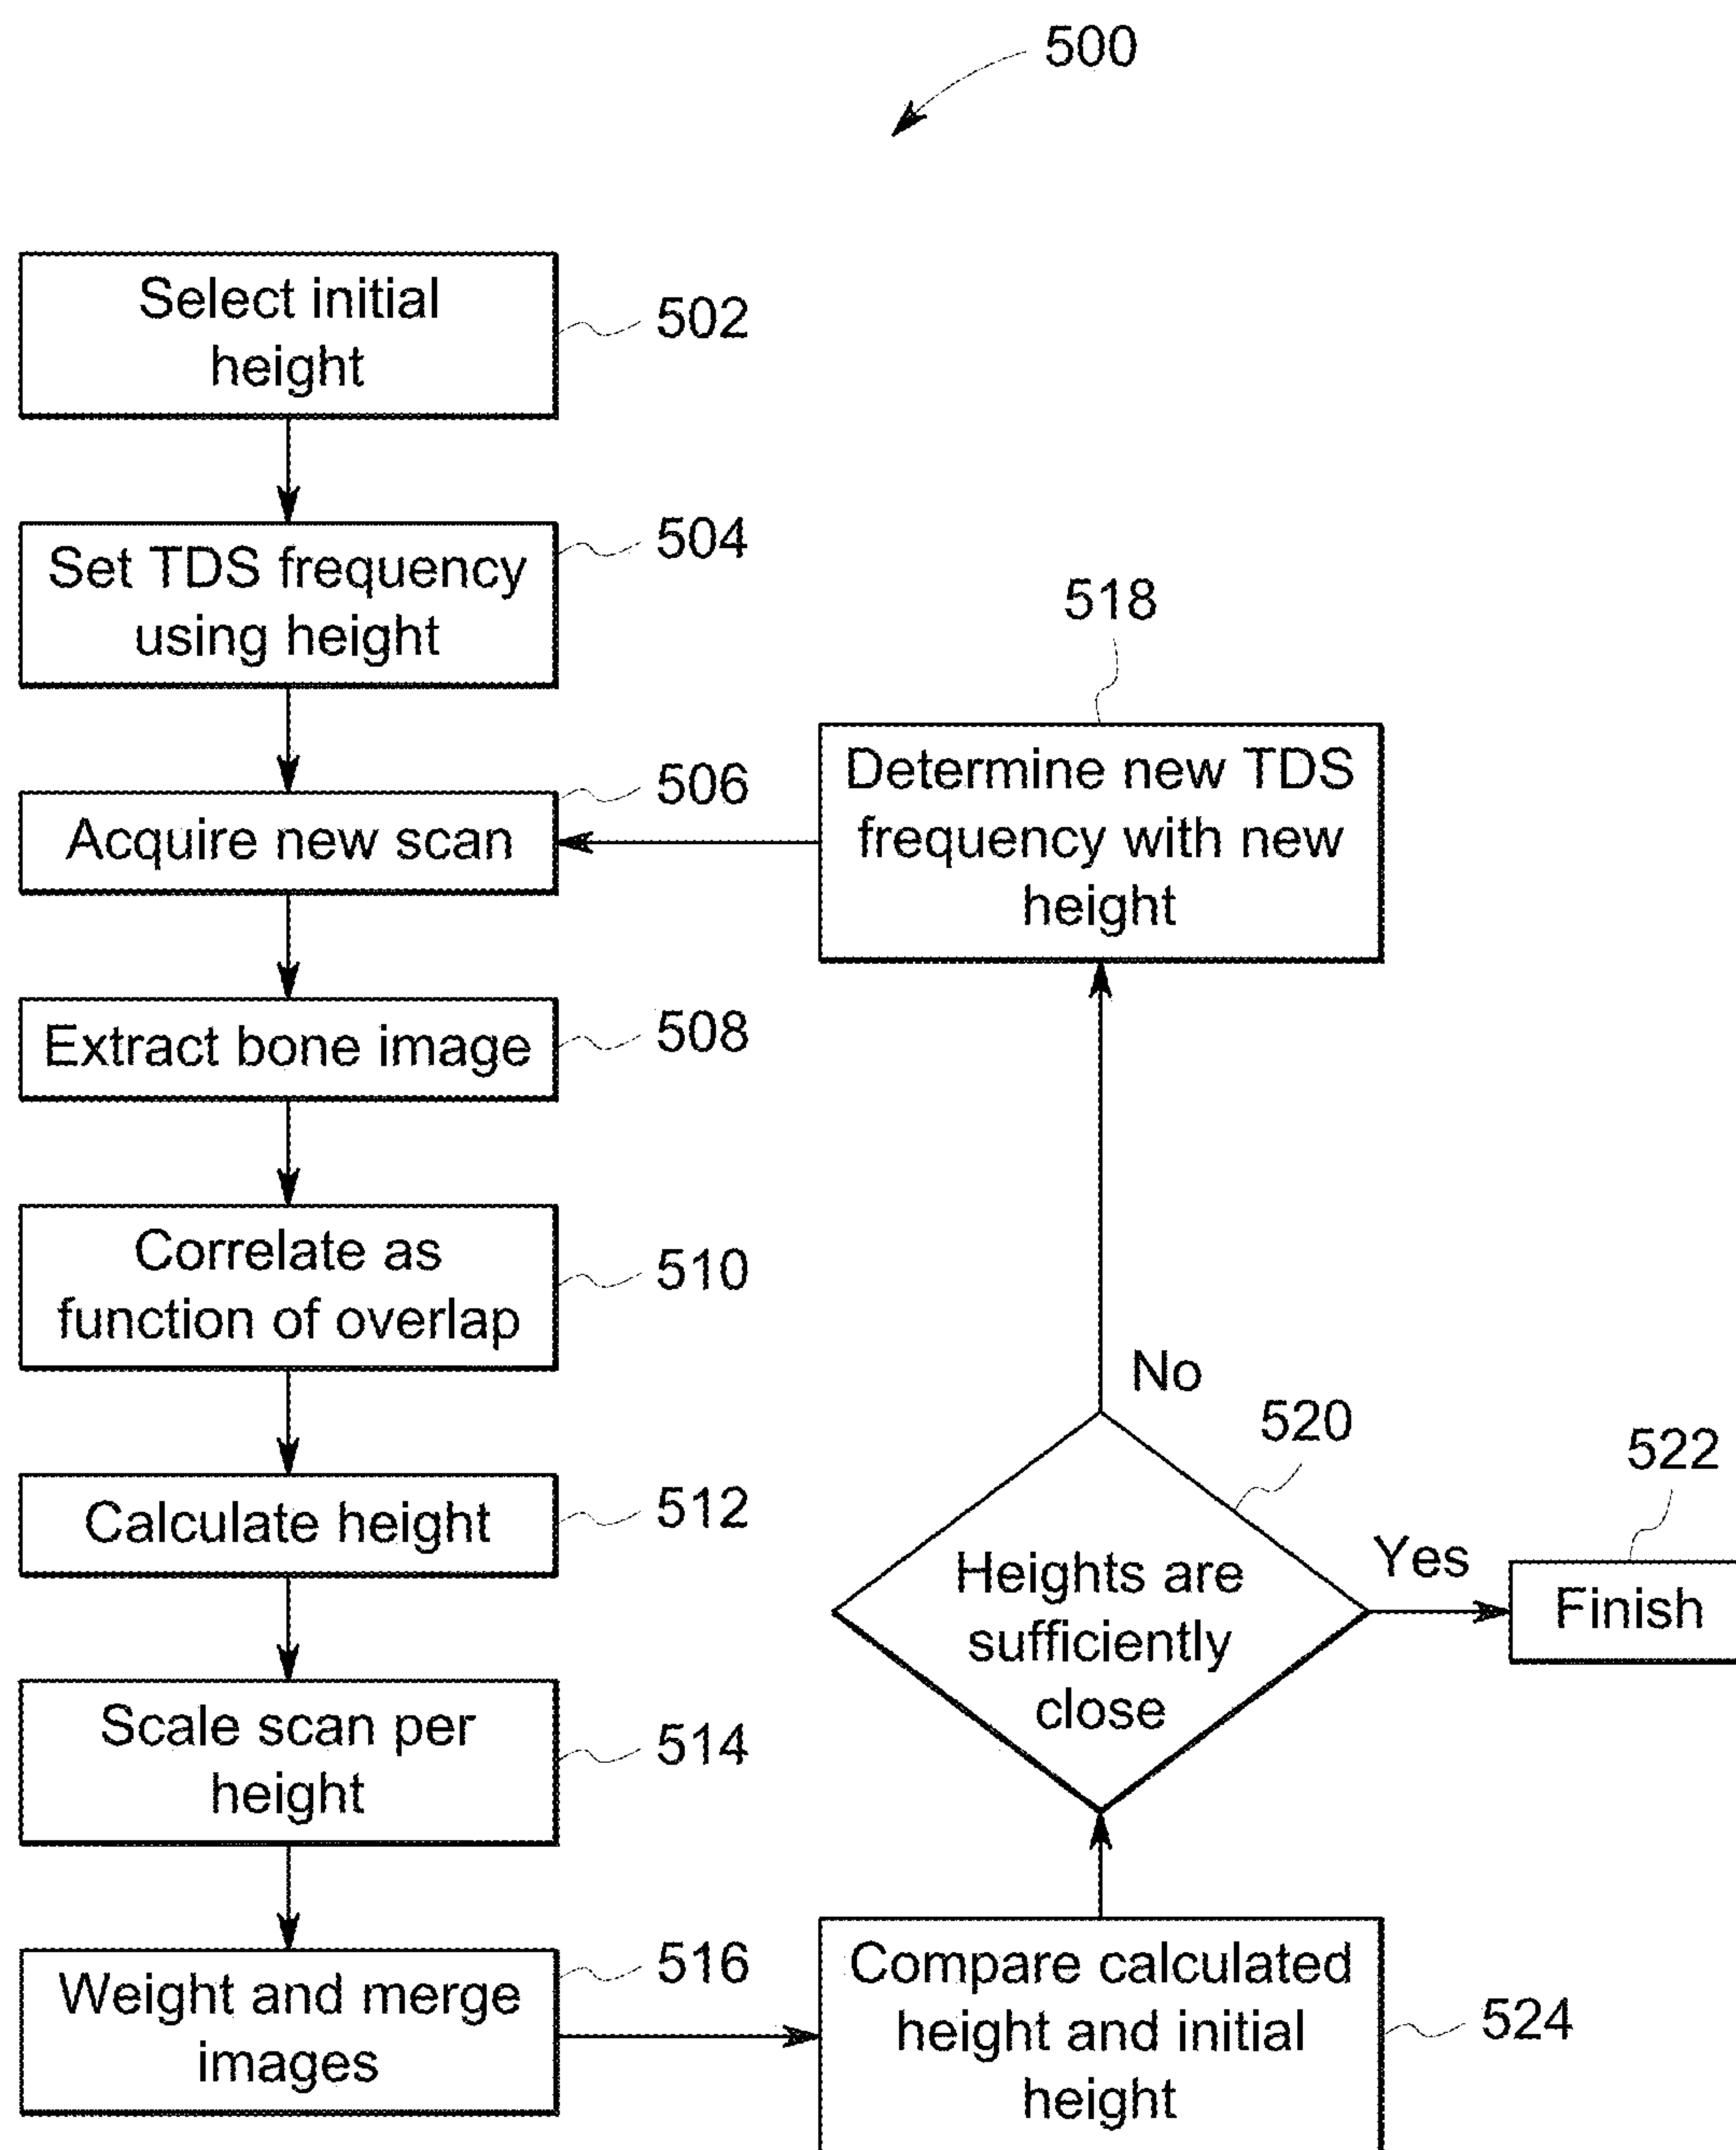 500
Select initial
height
502
Set TDS frequency
using height
504
Acquire new scan
506
Extract bone image
508
Correlate as
function of overlap
510
Calculate height
512
Scale scan per
height
514
Weight and merge
images
516
518
Determine new TDS
frequency with new
height
No
520
Heights are
sufficiently
close
Yes
522
Finish
Compare calculated
height and initial
height
524